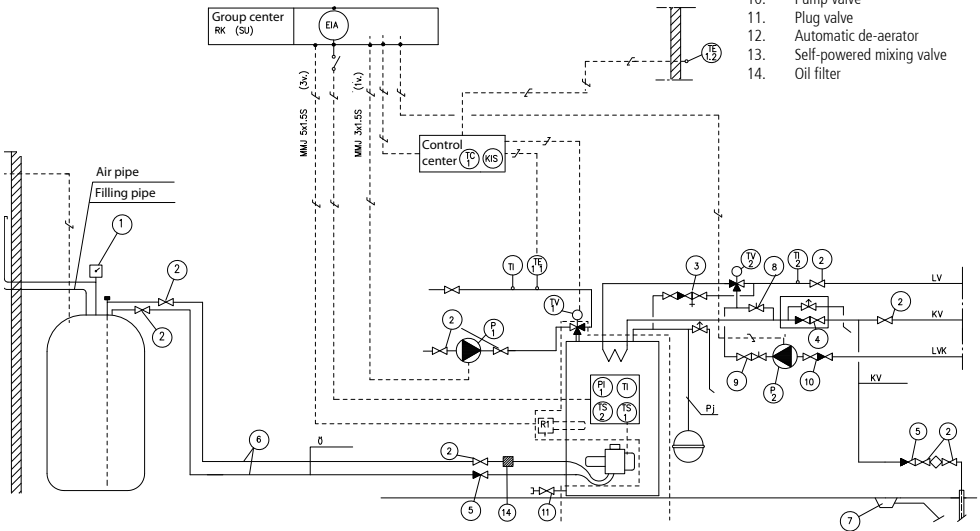 10. Pump valve
11. Plug valve
12. Automatic de-aerator
13. Self-powered mixing valve
14. Oil filter
Group center
RK (SU)
EIA
TE 1.2
MMJ 5x1.5S (3v.)
MMJ 3x1.5S (1v.)
Control center
TC 1
KIS
Air pipe
Filling pipe
1
2
2
TI
TE 1.1
TV 1
3
TV 2
8
TI 2
2
LV
KV
2
4
LVK
2
P 1
9
P 2
10
KV
PI 1
TI
TS 2
TS 1
R1
Pj
6
Ö
2
5
2
5
14
11
7